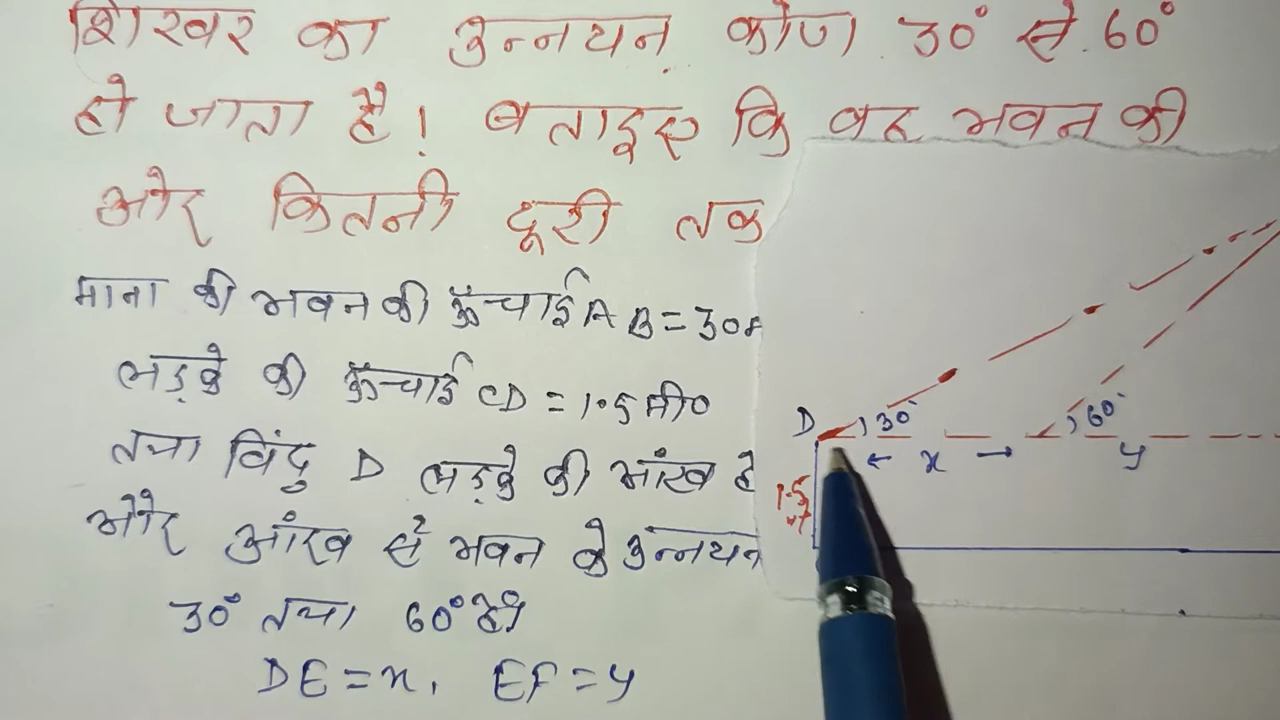 शिखर का उन्नयन कोण 30° से 60°
हो जाता है। बताइए कि वह भवन की
ओर कितनी दूरी तक
माना की भवन की ऊँचाई AB = 30
लड़के की ऊँचाई CD = 1.5 मी०
तथा विंदु D लड़के की आंख है
और आंख से भवन के उन्नयन
30° तथा 60° है।
DE = x, EF = y
D 30° 60°
← x → y
1.5